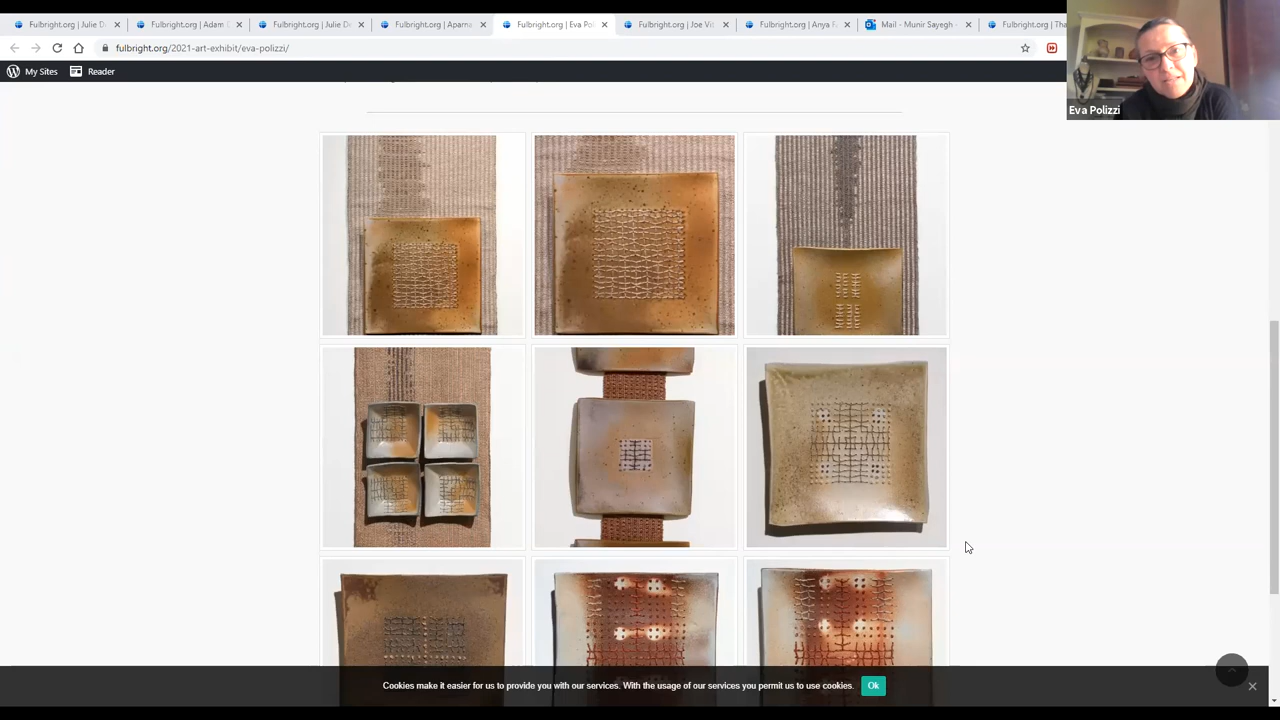 Fulbright.org | Julie D
Fulbright.org | Adam
Fulbright.org | Julie De
Fulbright.org | Aparna
Fulbright.org | Eva Po
Fulbright.org | Joe Vit
Fulbright.org | Anya F
Mail - Munir Sayegh -
Fulbright.org | Tha
fulbright.org/2021-art-exhibit/eva-polizzi/
My Sites
Reader
Eva Polizzi
Cookies make it easier for us to provide you with our services. With the usage of our services you permit us to use cookies.
Ok